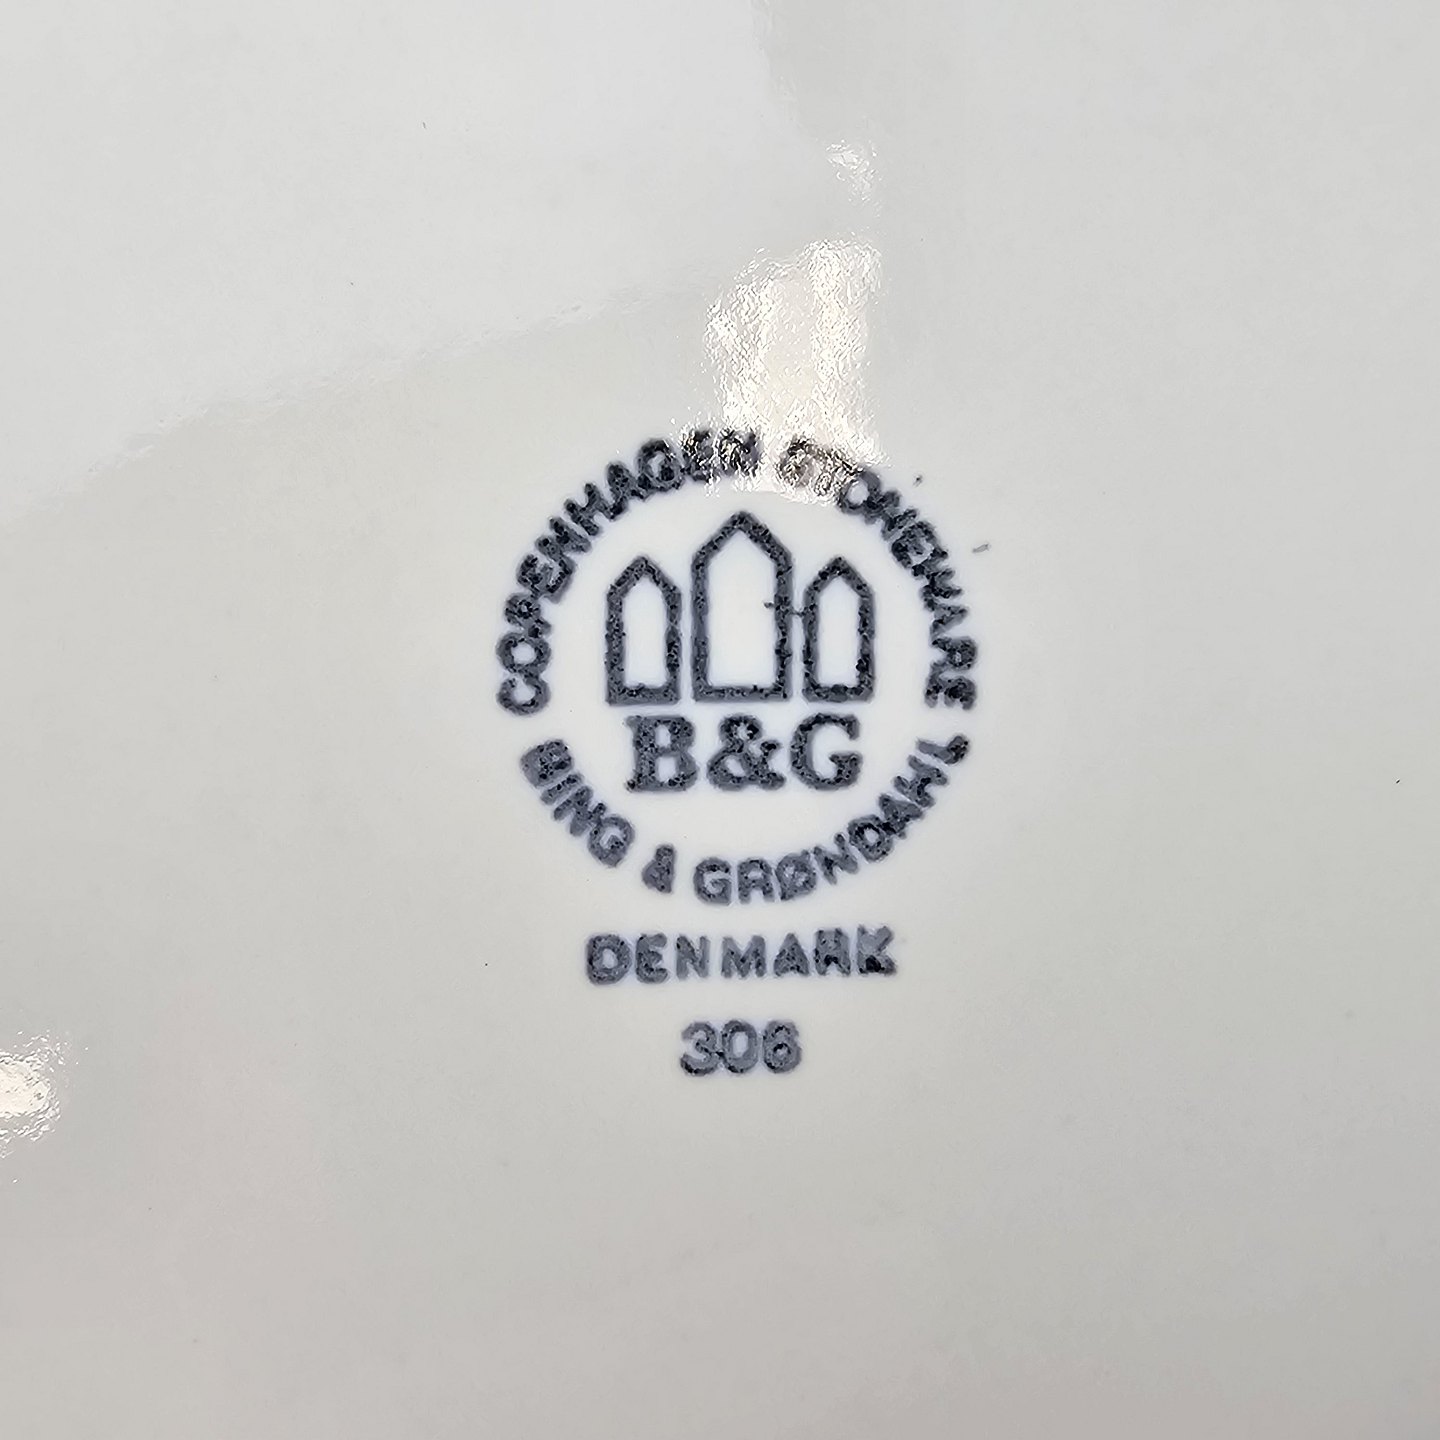 COPENHAGEN STONEWARE
B&G
BING & GRØNDAHL
DENMARK
306